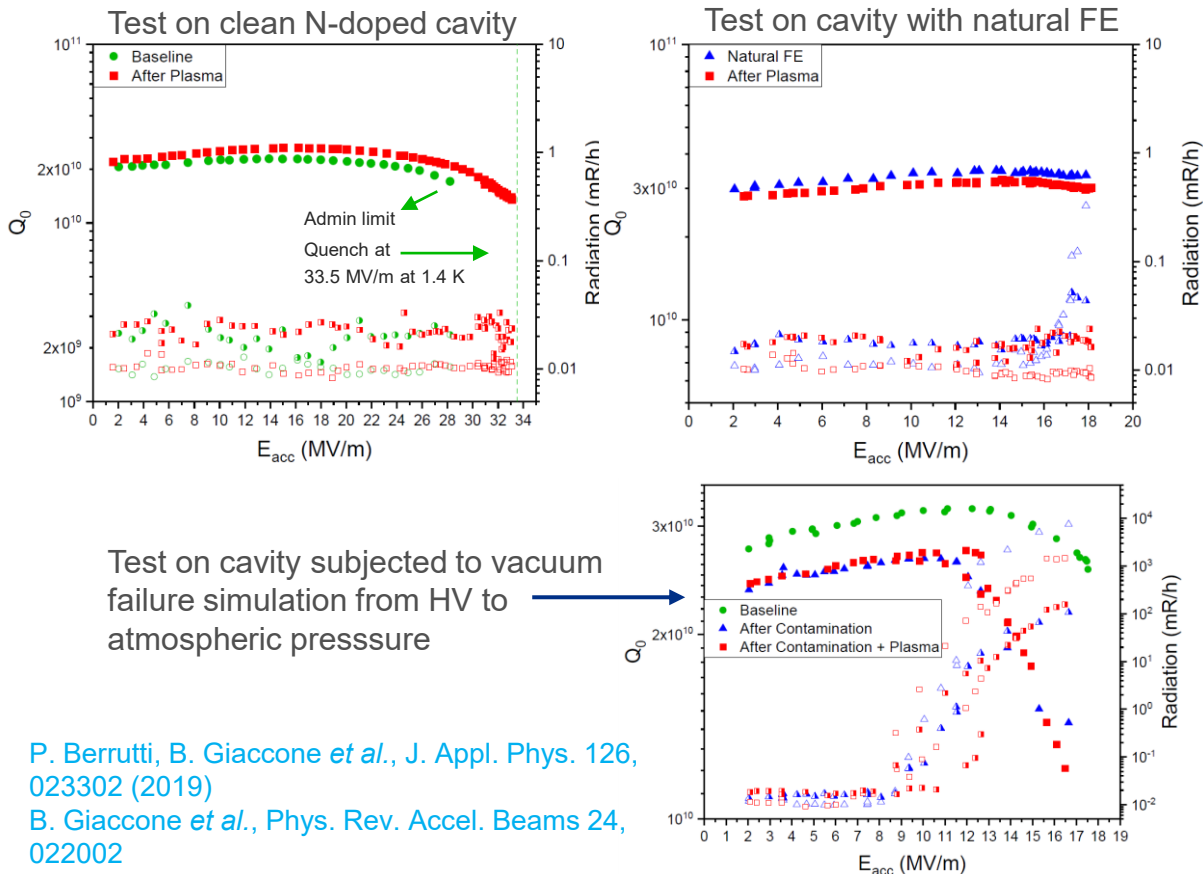 Test on clean N-doped cavity
10¹¹
Baseline
After Plasma
2x10¹⁰
10¹⁰
2x10⁹
10⁹
Q₀
10
1
0.1
0.01
Radiation (mR/h)
Admin limit
Quench at
33.5 MV/m at 1.4 K
0 2 4 6 8 10 12 14 16 18 20 22 24 26 28 30 32 34
E_acc (MV/m)
Test on cavity with natural FE
10¹¹
Natural FE
After Plasma
3x10¹⁰
10¹⁰
Q₀
10
1
0.1
0.01
Radiation (mR/h)
0 2 4 6 8 10 12 14 16 18 20
E_acc (MV/m)
Test on cavity subjected to vacuum
failure simulation from HV to
atmospheric presssure
3x10¹⁰
2x10¹⁰
10¹⁰
Q₀
Baseline
After Contamination
After Contamination + Plasma
10⁴
10³
10²
10¹
10⁰
10⁻¹
10⁻²
Radiation (mR/h)
0 1 2 3 4 5 6 7 8 9 10 11 12 13 14 15 16 17 18 19
E_acc (MV/m)
P. Berrutti, B. Giaccone et al., J. Appl. Phys. 126,
023302 (2019)
B. Giaccone et al., Phys. Rev. Accel. Beams 24,
022002